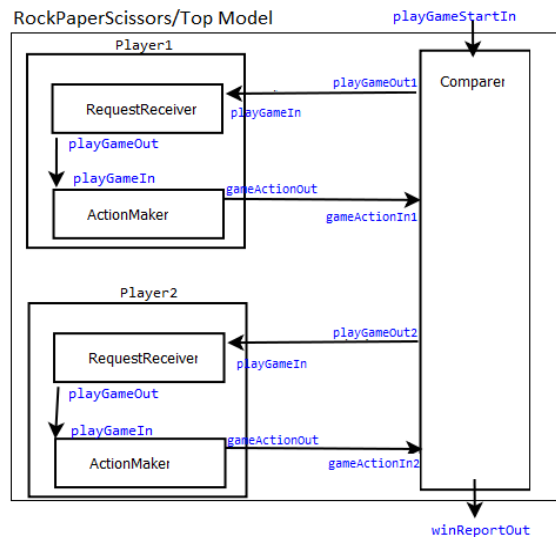 RockPaperScissors/Top Model
playGameStartIn
Player1
Comparer
playGameOut1
RequestReceiver
playGameIn
playGameOut
playGameIn
gameActionOut
ActionMaker
gameActionIn1
Player2
playGameOut2
RequestReceiver
playGameIn
playGameOut
playGameIn
gameActionOut
ActionMaker
gameActionIn2
winReportOut